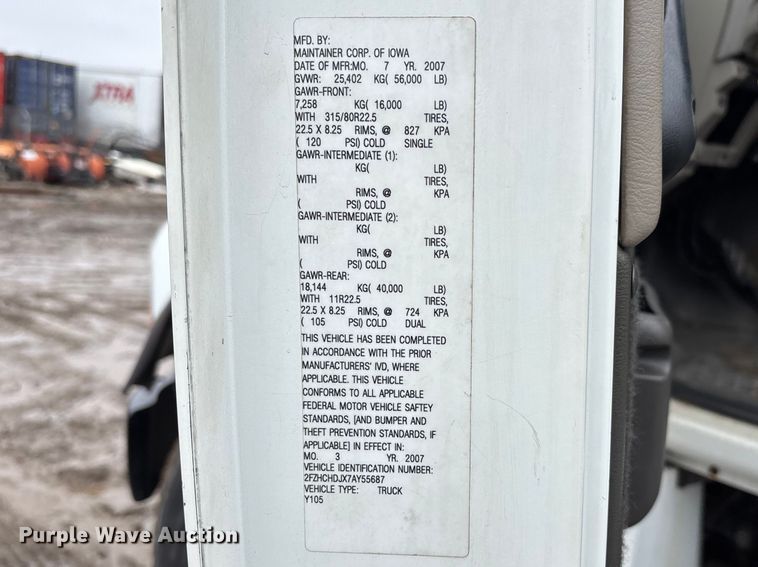 MFD. BY:
MAINTAINER CORP. OF IOWA
DATE OF MFR:MO. 7 YR. 2007
GVWR: 25,402 KG( 56,000 LB)
GAWR-FRONT:
7,258 KG( 16,000 LB)
WITH 315/80R22.5 TIRES,
22.5 X 8.25 RIMS, @ 827 KPA
( 120 PSI) COLD SINGLE
GAWR-INTERMEDIATE (1):
KG( LB)
WITH TIRES,
RIMS, @ KPA
( PSI) COLD
GAWR-INTERMEDIATE (2):
KG( LB)
WITH TIRES,
RIMS, @ KPA
( PSI) COLD
GAWR-REAR:
18,144 KG( 40,000 LB)
WITH 11R22.5 TIRES,
22.5 X 8.25 RIMS, @ 724 KPA
( 105 PSI) COLD DUAL
THIS VEHICLE HAS BEEN COMPLETED
IN ACCORDANCE WITH THE PRIOR
MANUFACTURERS' IVD, WHERE
APPLICABLE. THIS VEHICLE
CONFORMS TO ALL APPLICABLE
FEDERAL MOTOR VEHICLE SAFTEY
STANDARDS, [AND BUMPER AND
THEFT PREVENTION STANDARDS, IF
APPLICABLE] IN EFFECT IN:
MO. 3 YR. 2007
VEHICLE IDENTIFICATION NUMBER:
2FZHCHDJX7AY55687
VEHICLE TYPE: TRUCK
Y105
XTRA
Purple Wave Auction